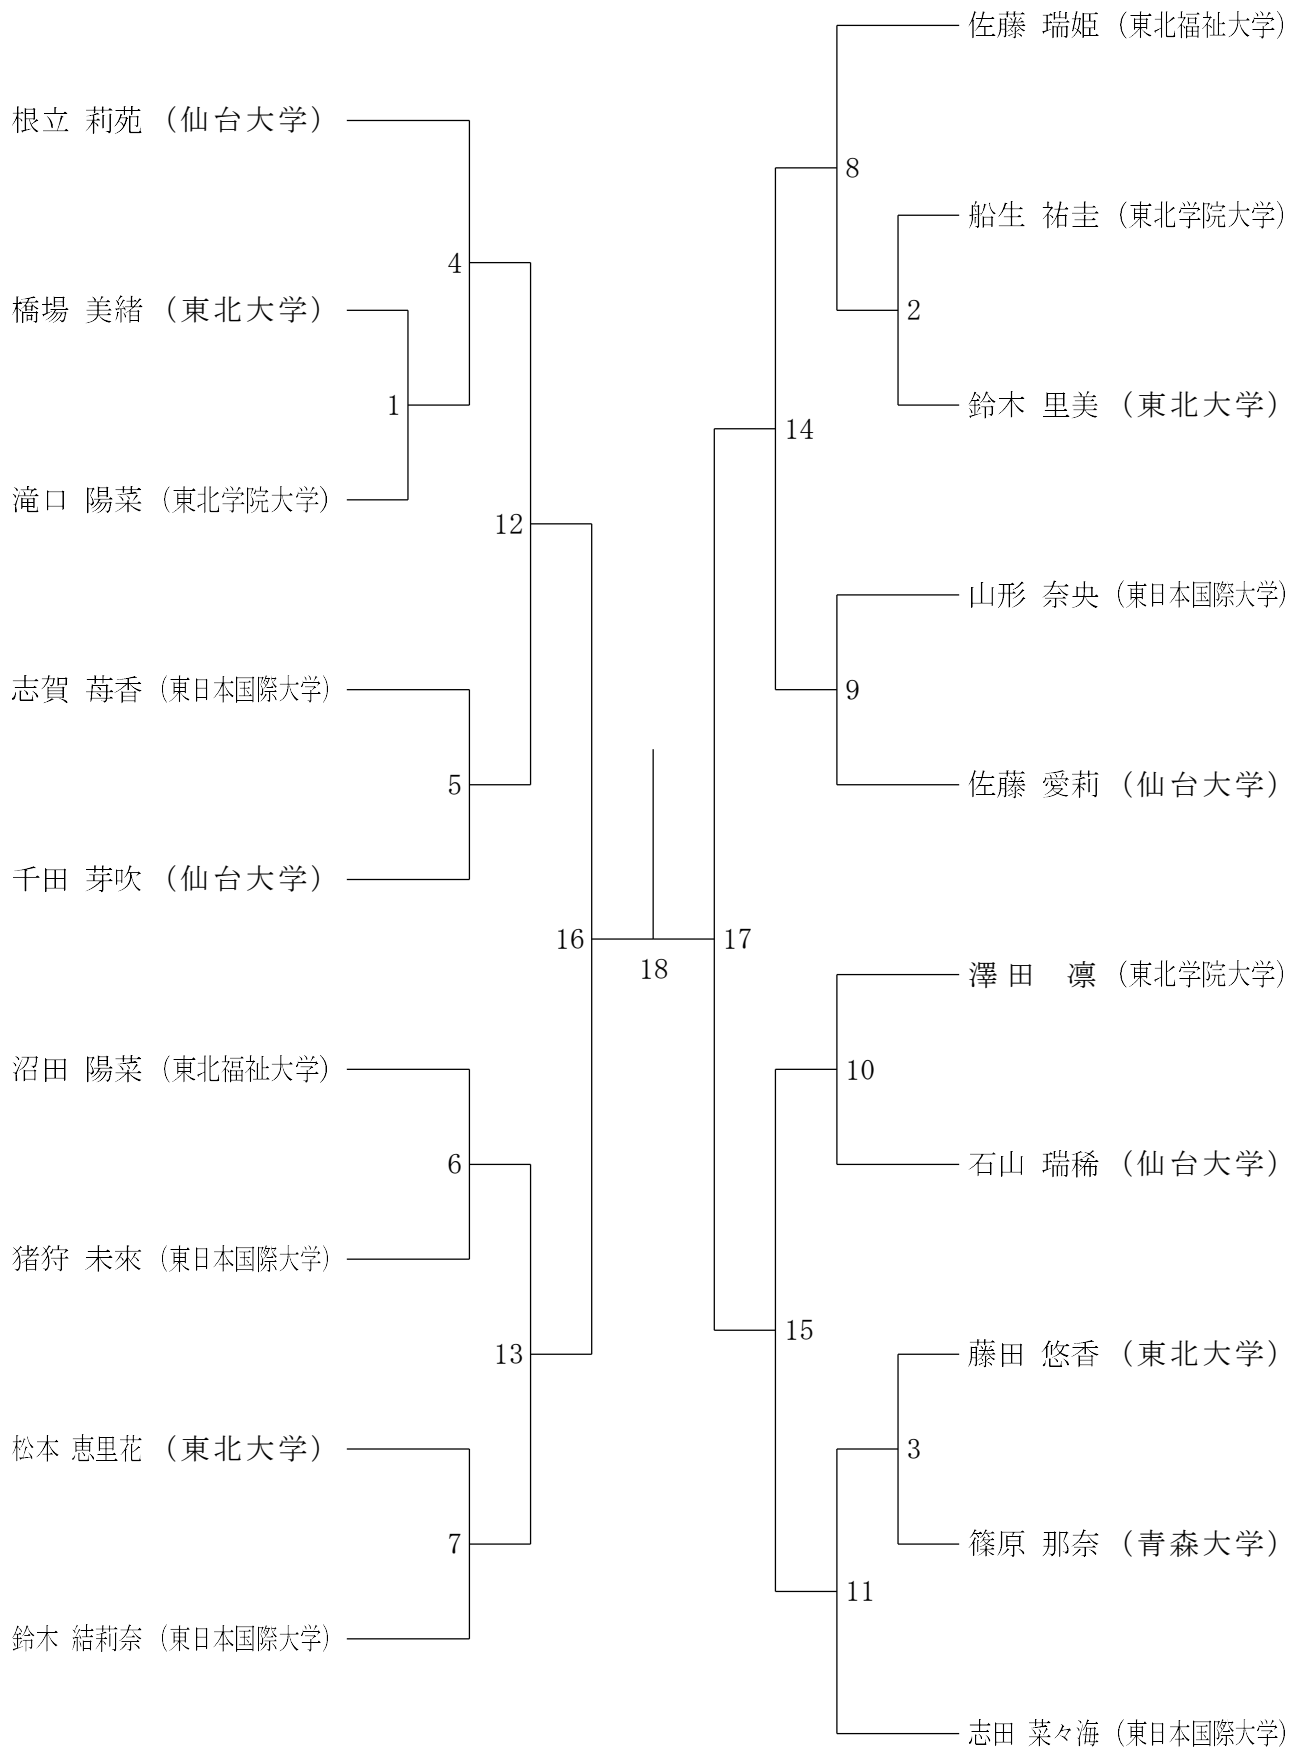 根立 莉苑 (仙台大学)
4
橋場 美緒 (東北大学)
1
滝口 陽菜 (東北学院大学)
12
志賀 苺香 (東日本国際大学)
5
千田 芽吹 (仙台大学)
16
沼田 陽菜 (東北福祉大学)
6
猪狩 未來 (東日本国際大学)
13
松本 恵里花 (東北大学)
7
鈴木 結莉奈 (東日本国際大学)
18
佐藤 瑞姫 (東北福祉大学)
8
船生 祐圭 (東北学院大学)
2
鈴木 里美 (東北大学)
14
山形 奈央 (東日本国際大学)
9
佐藤 愛莉 (仙台大学)
17
澤田 凛 (東北学院大学)
10
石山 瑞稀 (仙台大学)
15
藤田 悠香 (東北大学)
3
篠原 那奈 (青森大学)
11
志田 菜々海 (東日本国際大学)